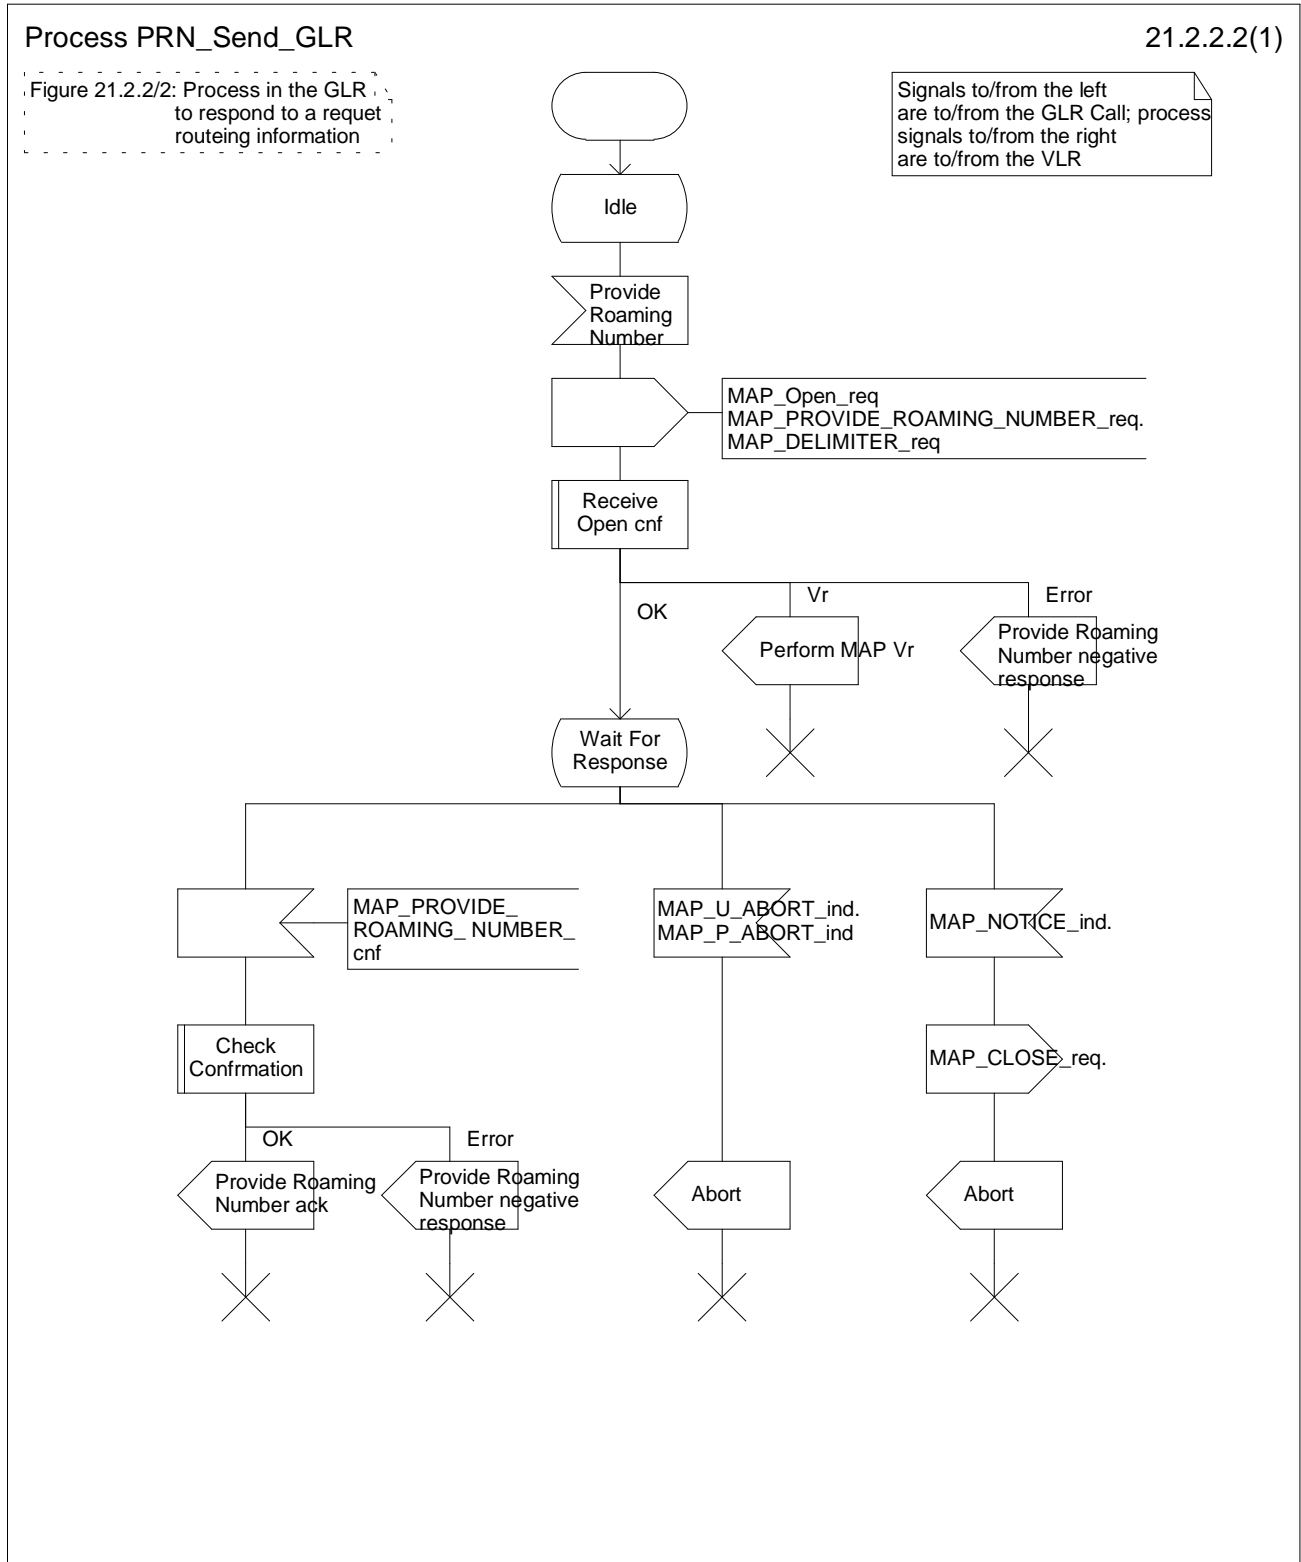 Process PRN_Send_GLR
21.2.2.2(1)
Figure 21.2.2/2: Process in the GLR
to respond to a requet
routeing information
Signals to/from the left
are to/from the GLR Call; process
signals to/from the right
are to/from the VLR
Idle
Provide
Roaming
Number
MAP_Open_req
MAP_PROVIDE_ROAMING_NUMBER_req.
MAP_DELIMITER_req
Receive
Open cnf
OK
Vr
Error
Perform MAP Vr
Provide Roaming
Number negative
response
Wait For
Response
MAP_PROVIDE_
ROAMING_ NUMBER_
cnf
MAP_U_ABORT_ind.
MAP_P_ABORT_ind
MAP_NOTICE_ind.
Check
Confrmation
MAP_CLOSE_req.
OK
Error
Provide Roaming
Number ack
Provide Roaming
Number negative
response
Abort
Abort